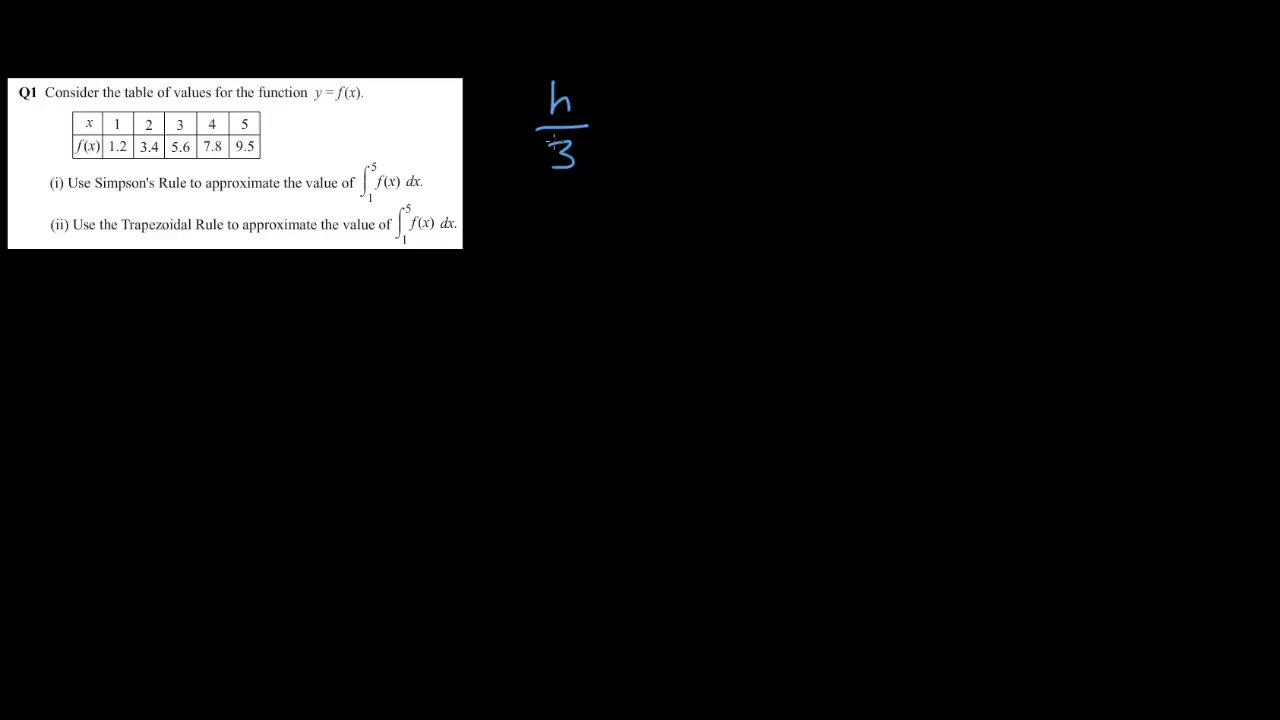 Q1 Consider the table of values for the function y = f(x).
x 1 2 3 4 5
f(x) 1.2 3.4 5.6 7.8 9.5
(i) Use Simpson's Rule to approximate the value of ∫₁⁵ f(x) dx.
(ii) Use the Trapezoidal Rule to approximate the value of ∫₁⁵ f(x) dx.
h
3